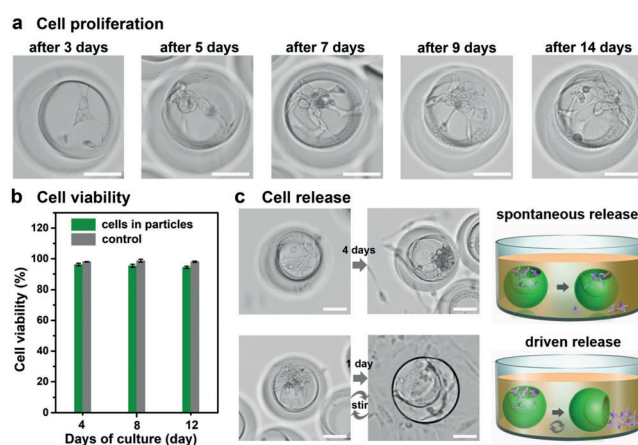 a Cell proliferation
after 3 days after 5 days after 7 days after 9 days after 14 days
b Cell viability
120
100
80
60
40
20
0
Cell viability (%)
cells in particles
control
4 8 12
Days of culture (day)
c Cell release
4 days
spontaneous release
1 day
stir
driven release